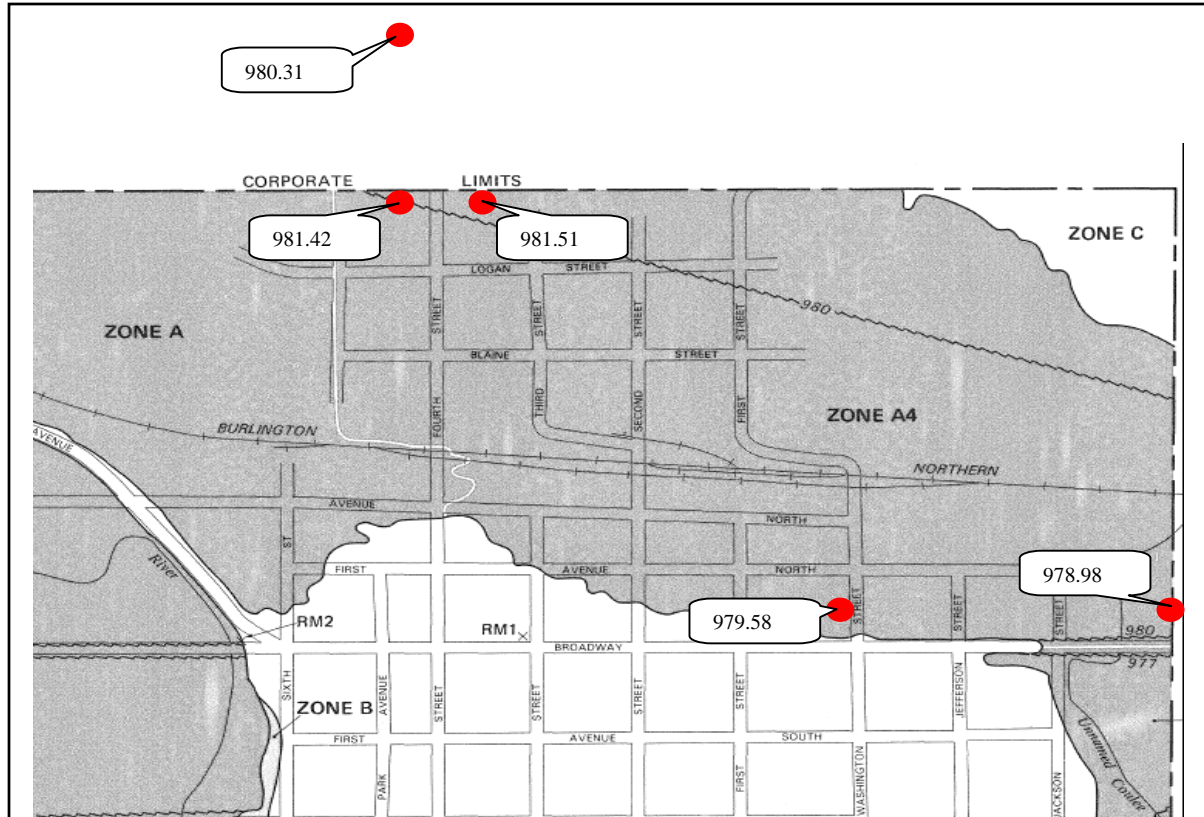 980.31
CORPORATE LIMITS
981.42
981.51
ZONE C
LOGAN STREET
980
STREET
STREET
STREET
STREET
ZONE A
BLAINE STREET
FOURTH
THIRD
SECOND
FIRST
ZONE A4
BURLINGTON NORTHERN
AVENUE
AVENUE NORTH
ST
River
FIRST AVENUE NORTH
978.98
979.58
STREET
STREET
STREET
RM2
RM1
BROADWAY
980
977
SIXTH
AVENUE
STREET
STREET
STREET
STREET
JEFFERSON
ZONE B
FIRST AVENUE SOUTH
Unnamed Coulee
PARK
FIRST
WASHINGTON
JACKSON